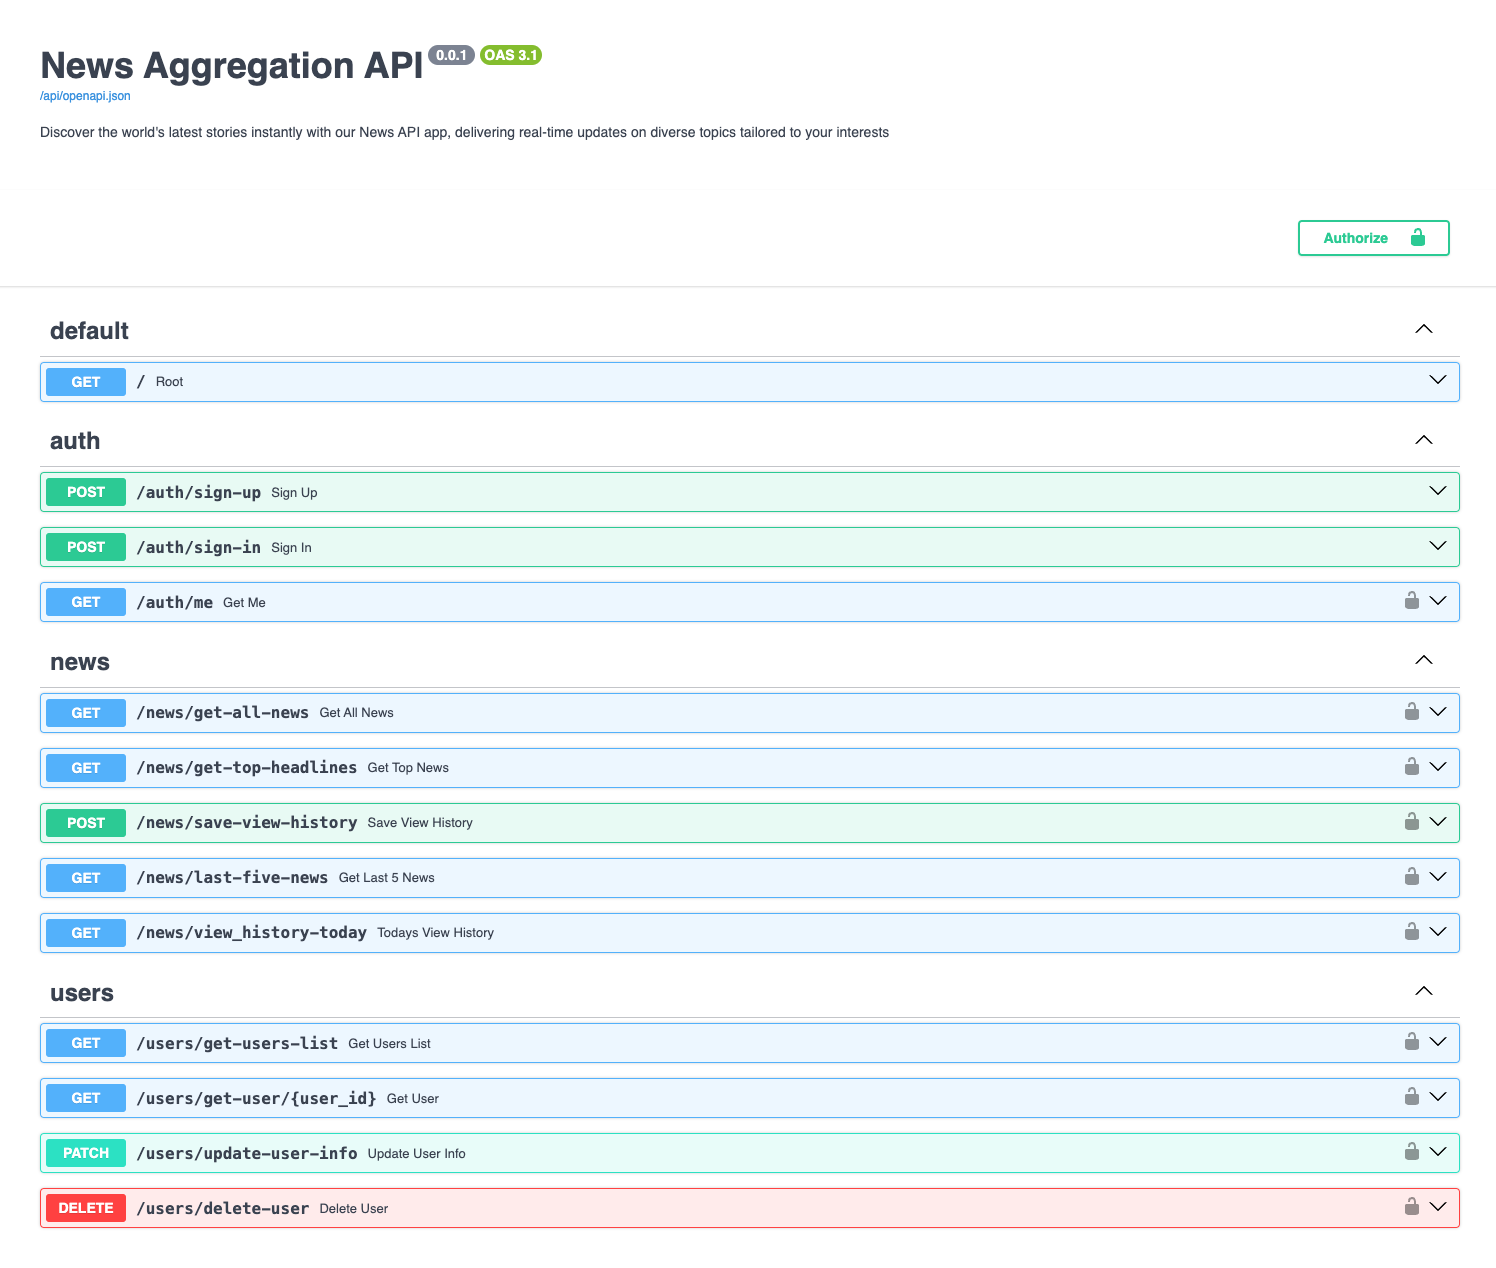 News Aggregation API 0.0.1 OAS 3.1
/api/openapi.json
Discover the world's latest stories instantly with our News API app, delivering real-time updates on diverse topics tailored to your interests
Authorize
default
GET / Root
auth
POST /auth/sign-up Sign Up
POST /auth/sign-in Sign In
GET /auth/me Get Me
news
GET /news/get-all-news Get All News
GET /news/get-top-headlines Get Top News
POST /news/save-view-history Save View History
GET /news/last-five-news Get Last 5 News
GET /news/view_history-today Todays View History
users
GET /users/get-users-list Get Users List
GET /users/get-user/{user_id} Get User
PATCH /users/update-user-info Update User Info
DELETE /users/delete-user Delete User